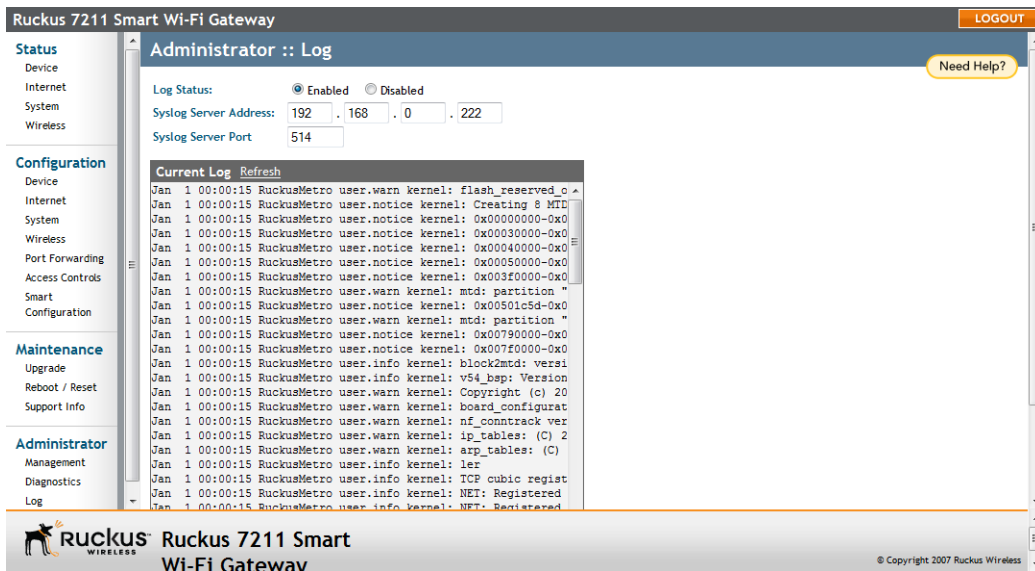 Ruckus 7211 Smart Wi-Fi Gateway
LOGOUT
Status
Device
Internet
System
Wireless
Configuration
Device
Internet
System
Wireless
Port Forwarding
Access Controls
Smart
Configuration
Maintenance
Upgrade
Reboot / Reset
Support Info
Administrator
Management
Diagnostics
Log
Administrator :: Log
Need Help?
Log Status: Enabled Disabled
Syslog Server Address: 192 . 168 . 0 . 222
Syslog Server Port 514
Current Log Refresh
Jan 1 00:00:15 RuckusMetro user.warn kernel: flash_reserved_c
Jan 1 00:00:15 RuckusMetro user.notice kernel: Creating 8 MTD
Jan 1 00:00:15 RuckusMetro user.notice kernel: 0x00000000-0x0
Jan 1 00:00:15 RuckusMetro user.notice kernel: 0x00030000-0x0
Jan 1 00:00:15 RuckusMetro user.notice kernel: 0x00040000-0x0
Jan 1 00:00:15 RuckusMetro user.notice kernel: 0x00050000-0x0
Jan 1 00:00:15 RuckusMetro user.notice kernel: 0x003f0000-0x0
Jan 1 00:00:15 RuckusMetro user.warn kernel: mtd: partition "
Jan 1 00:00:15 RuckusMetro user.notice kernel: 0x00501c5d-0x0
Jan 1 00:00:15 RuckusMetro user.warn kernel: mtd: partition "
Jan 1 00:00:15 RuckusMetro user.notice kernel: 0x00790000-0x0
Jan 1 00:00:15 RuckusMetro user.notice kernel: 0x007f0000-0x0
Jan 1 00:00:15 RuckusMetro user.info kernel: block2mtd: versi
Jan 1 00:00:15 RuckusMetro user.info kernel: v54_bsp: Version
Jan 1 00:00:15 RuckusMetro user.warn kernel: Copyright (c) 20
Jan 1 00:00:15 RuckusMetro user.warn kernel: board_configurat
Jan 1 00:00:15 RuckusMetro user.warn kernel: nf_conntrack ver
Jan 1 00:00:15 RuckusMetro user.warn kernel: ip_tables: (C) 2
Jan 1 00:00:15 RuckusMetro user.warn kernel: arp_tables: (C)
Jan 1 00:00:15 RuckusMetro user.info kernel: ler
Jan 1 00:00:15 RuckusMetro user.info kernel: TCP cubic regist
Jan 1 00:00:15 RuckusMetro user.info kernel: NET: Registered
Jan 1 00:00:15 RuckusMetro user.info kernel: NET: Registered
RUCKUS WIRELESS
Ruckus 7211 Smart
Wi-Fi Gateway
© Copyright 2007 Ruckus Wireless